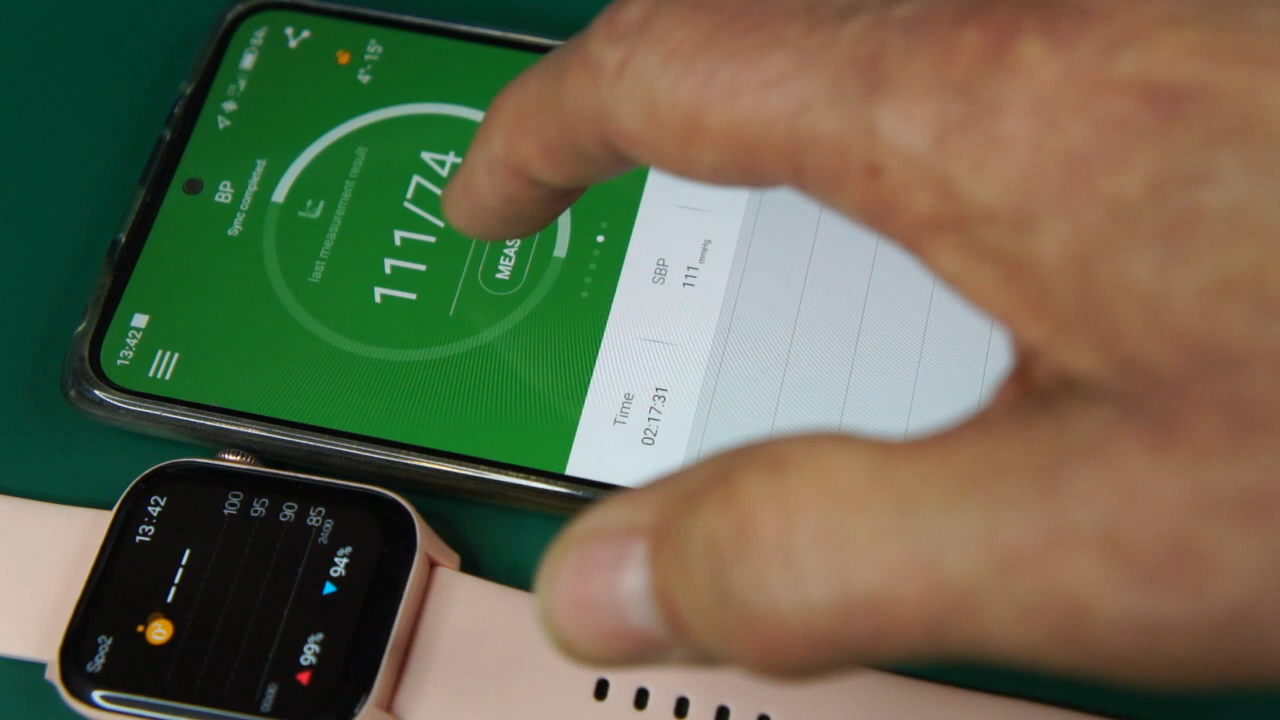 13:42
BP
Sync completed.
4°-15°
last measurement result
111/74
MEAS
Time
02:17:31
SBP
111 mmHg
Spo2
13:42
---
100
95
90
85
2400
99%
94%